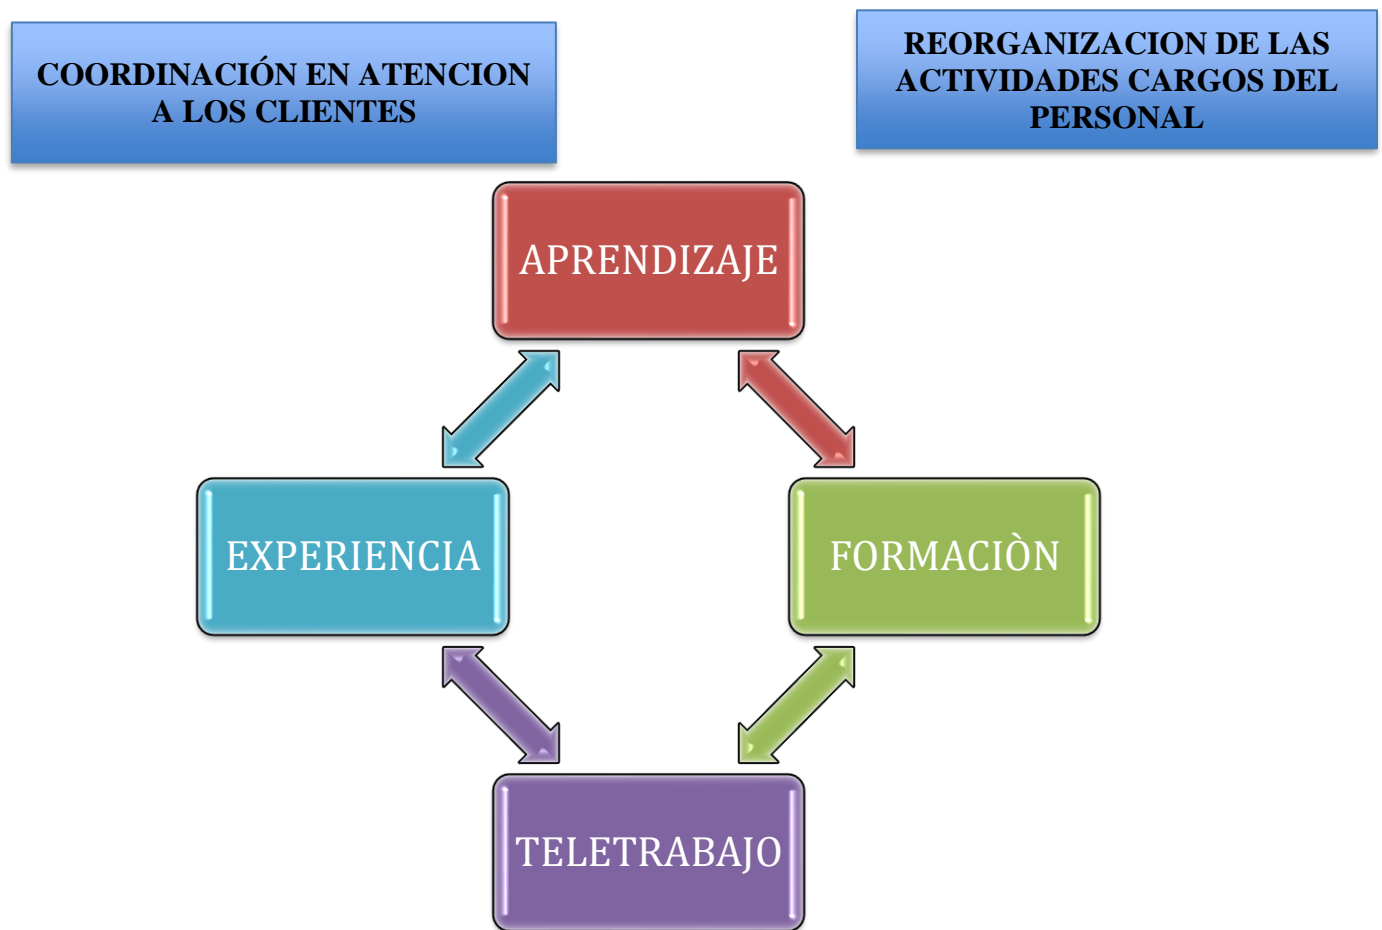 COORDINACIÓN EN ATENCION
A LOS CLIENTES
REORGANIZACION DE LAS
ACTIVIDADES CARGOS DEL
PERSONAL
APRENDIZAJE
EXPERIENCIA
FORMACIÒN
TELETRABAJO